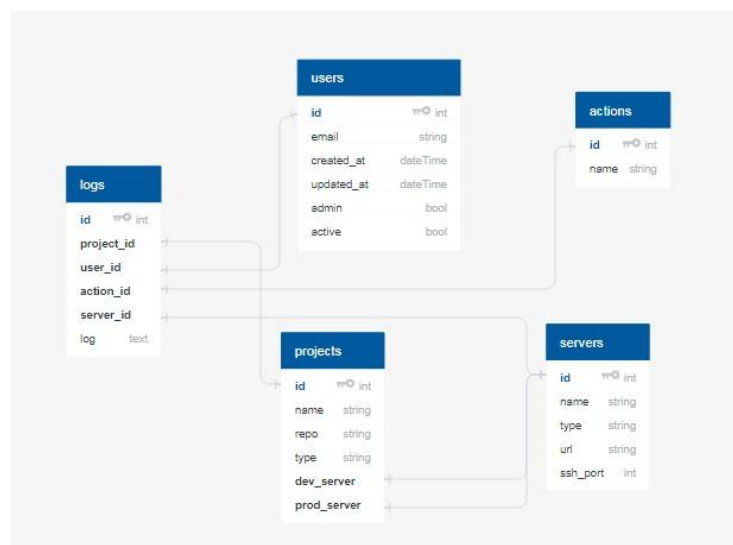 users
id int
email string
created_at dateTime
updated_at dateTime
admin bool
active bool
actions
id int
name string
logs
id int
project_id
user_id
action_id
server_id
log text
projects
id int
name string
repo string
type string
dev_server
prod_server
servers
id int
name string
type string
url string
ssh_port int